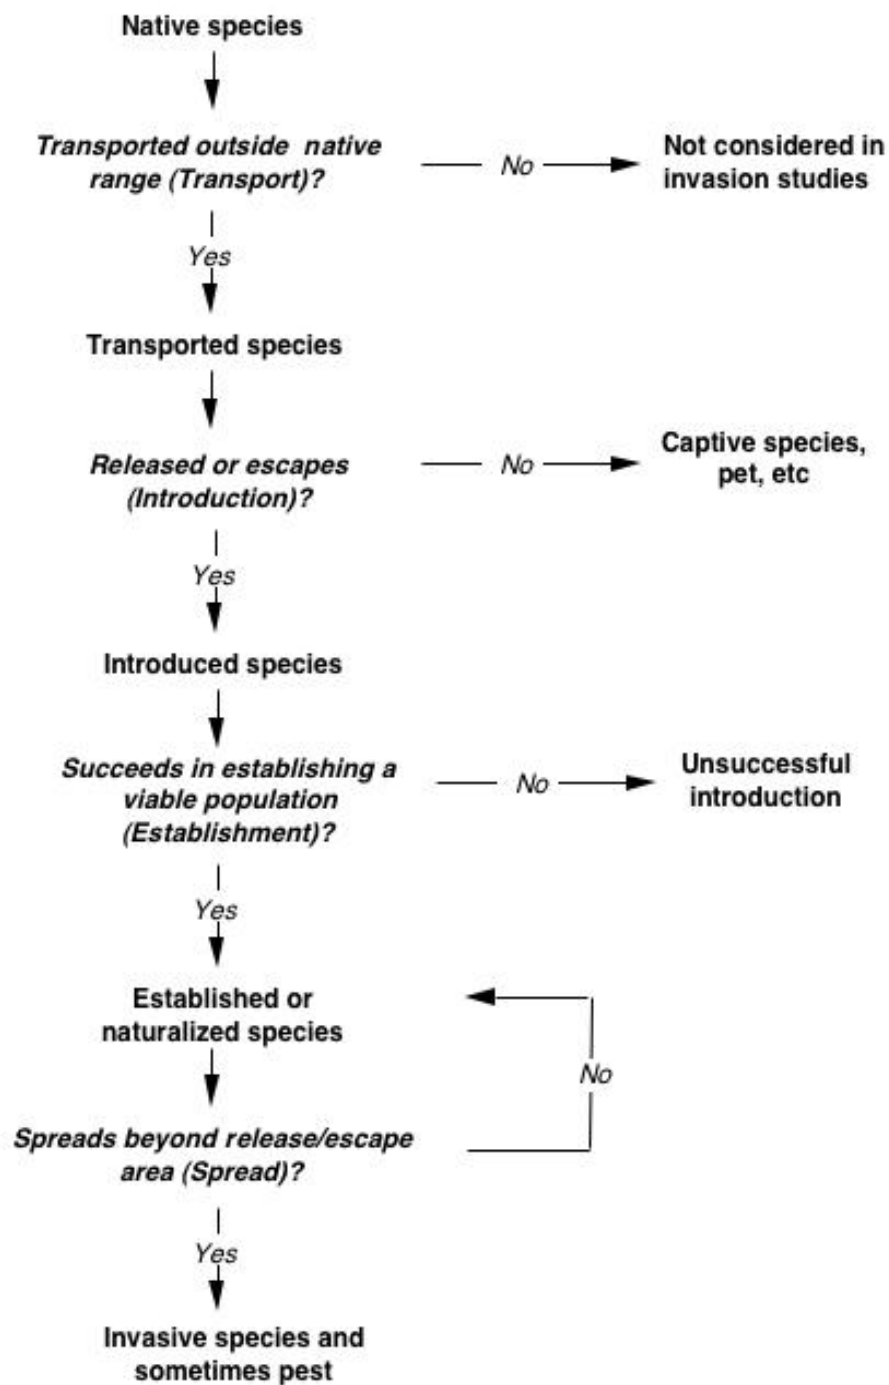 Native species
Transported outside native
range (Transport)?
No
Not considered in
invasion studies
Yes
Transported species
Released or escapes
(Introduction)?
No
Captive species,
pet, etc
Yes
Introduced species
Succeeds in establishing a
viable population
(Establishment)?
No
Unsuccessful
introduction
Yes
Established or
naturalized species
No
Spreads beyond release/escape
area (Spread)?
Yes
Invasive species and
sometimes pest